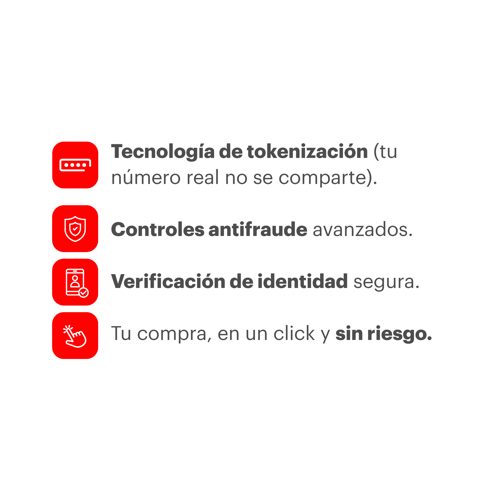 Tecnología de tokenización (tu
número real no se comparte).
Controles antifraude avanzados.
Verificación de identidad segura.
Tu compra, en un click y sin riesgo.